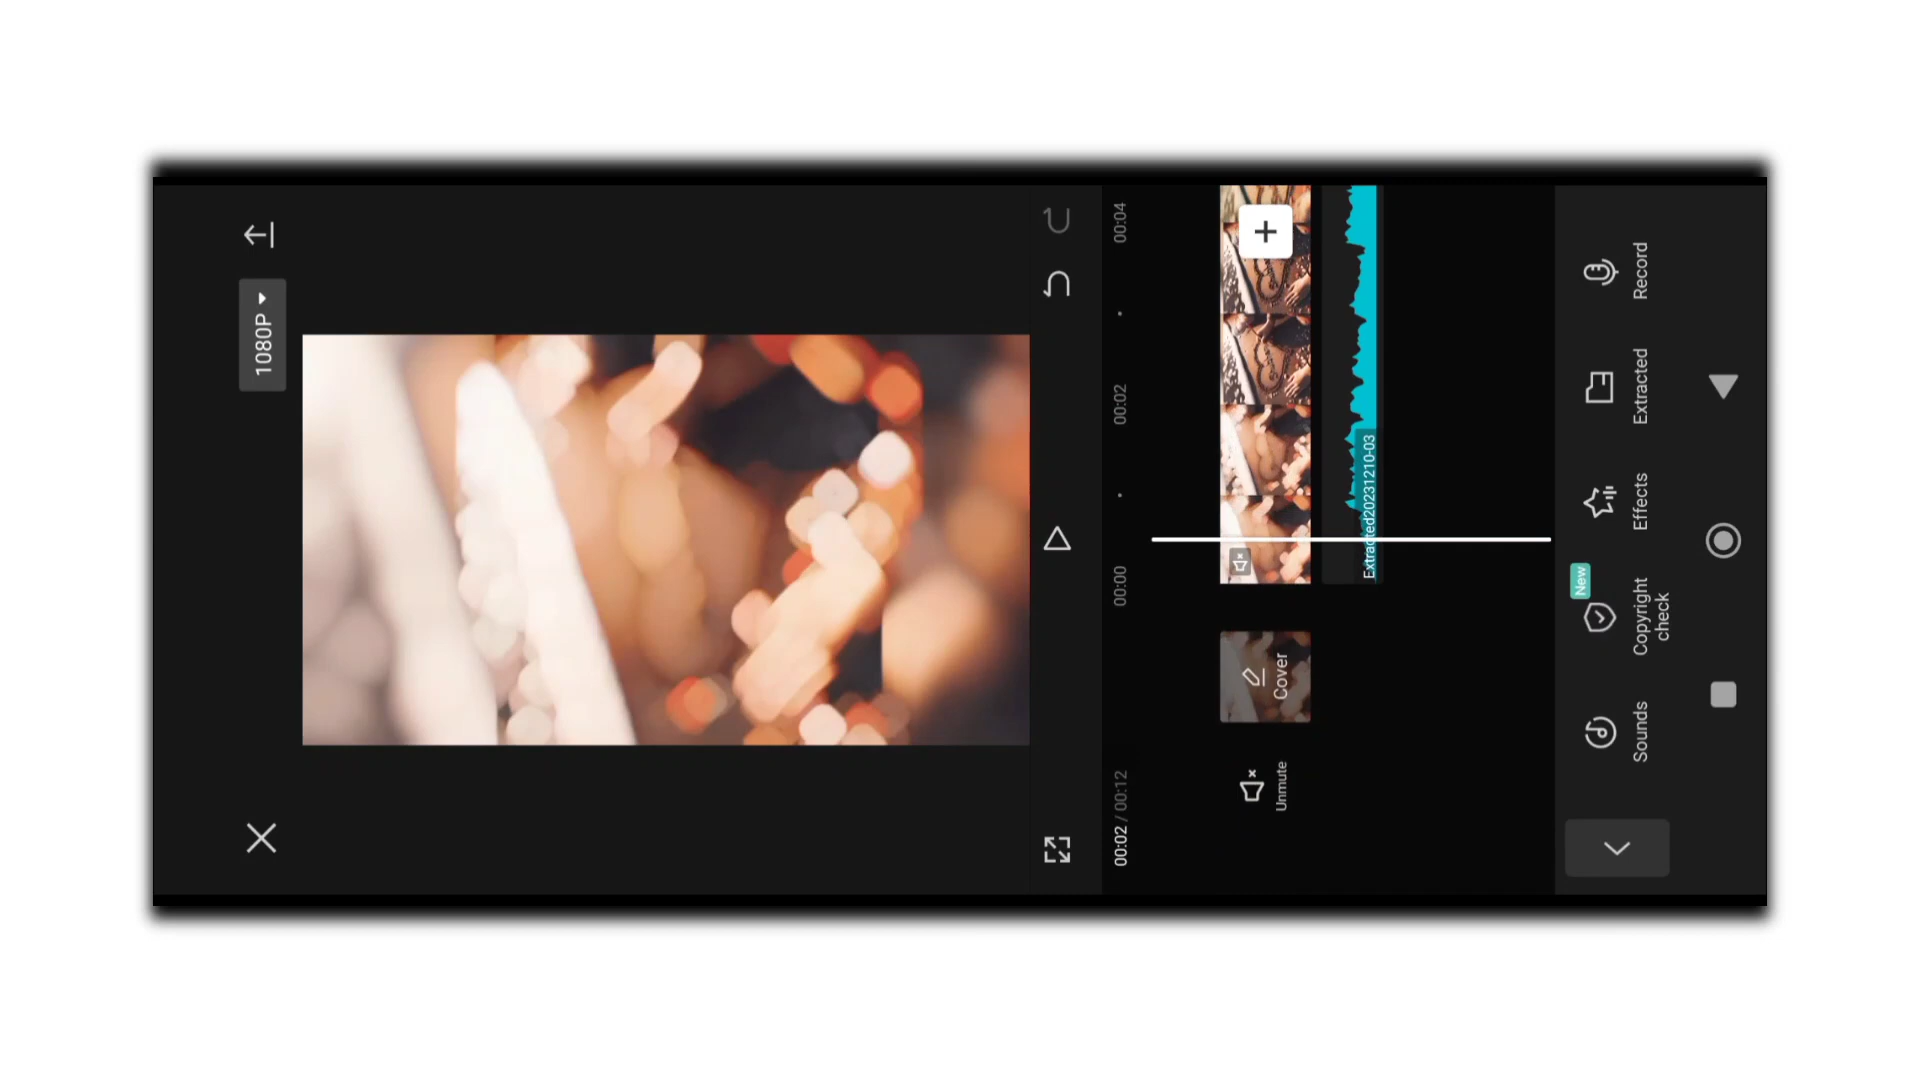 1080P
00:02 / 00:12
00:00
00:02
00:04
Unmute
Cover
Extracted20231210-03
New
Sounds
Copyright
check
Effects
Extracted
Record